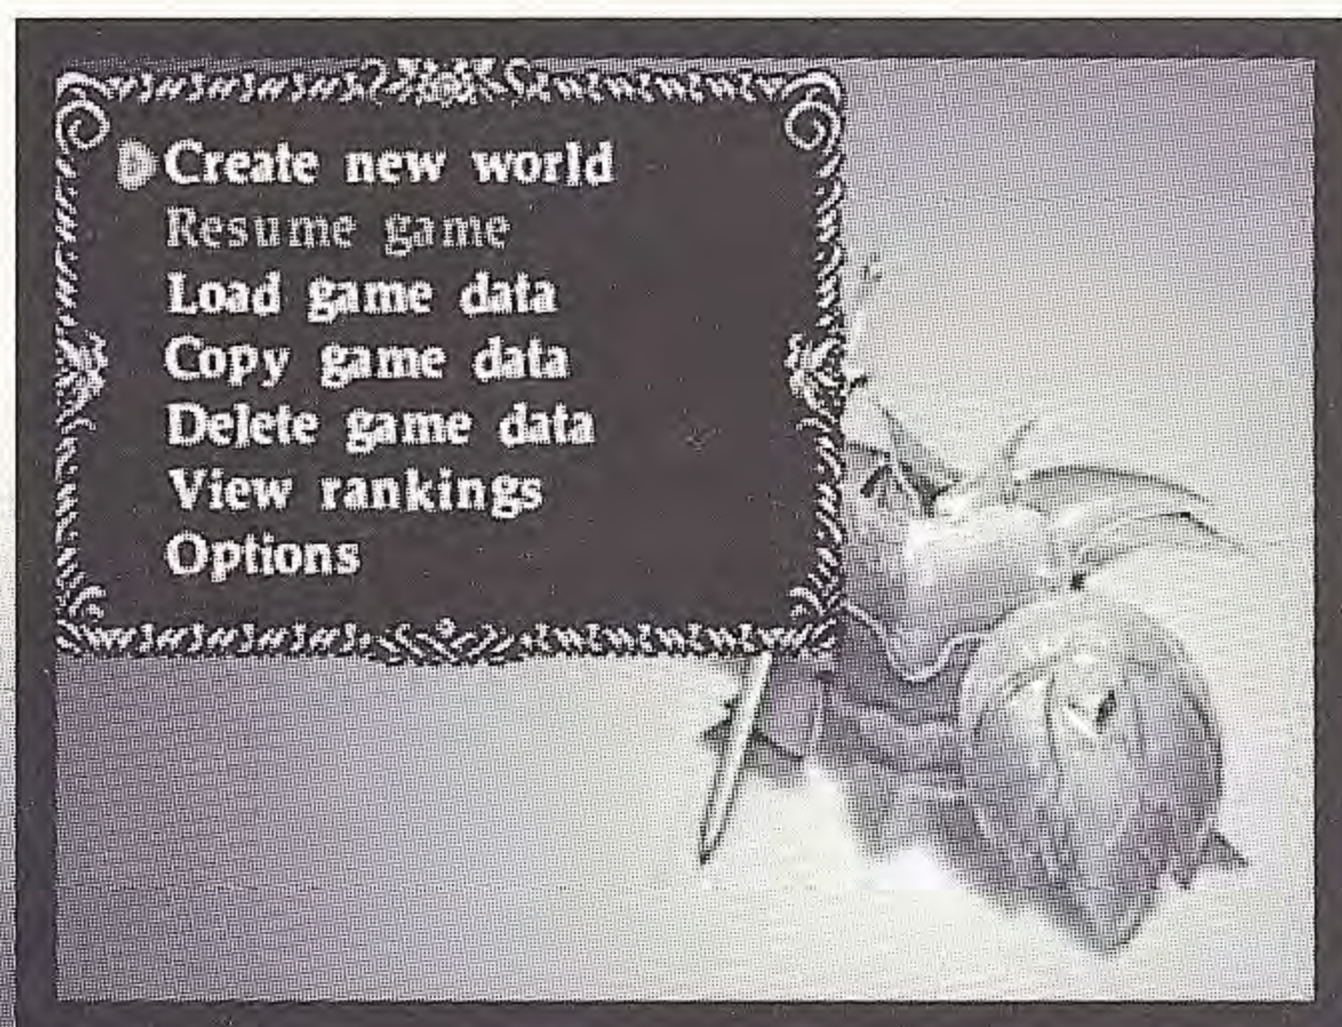 Create new world
Resume game
Load game data
Copy game data
Delete game data
View rankings
Options